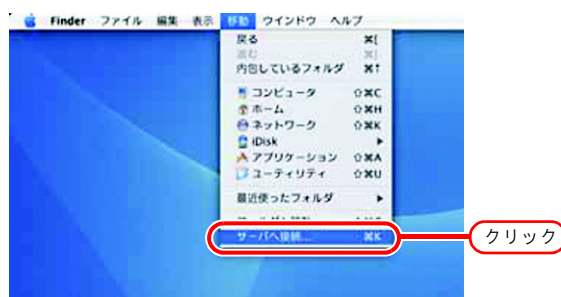 Finder ファイル 編集 表示 移動 ウインドウ ヘルプ
戻る ⌘[
進む ⌘]
内包しているフォルダ ⌘↑
コンピュータ ⇧⌘C
ホーム ⇧⌘H
ネットワーク ⇧⌘K
iDisk ▶
アプリケーション ⇧⌘A
ユーティリティ ⇧⌘U
最近使ったフォルダ ▶
サーバへ接続... ⌘K
クリック